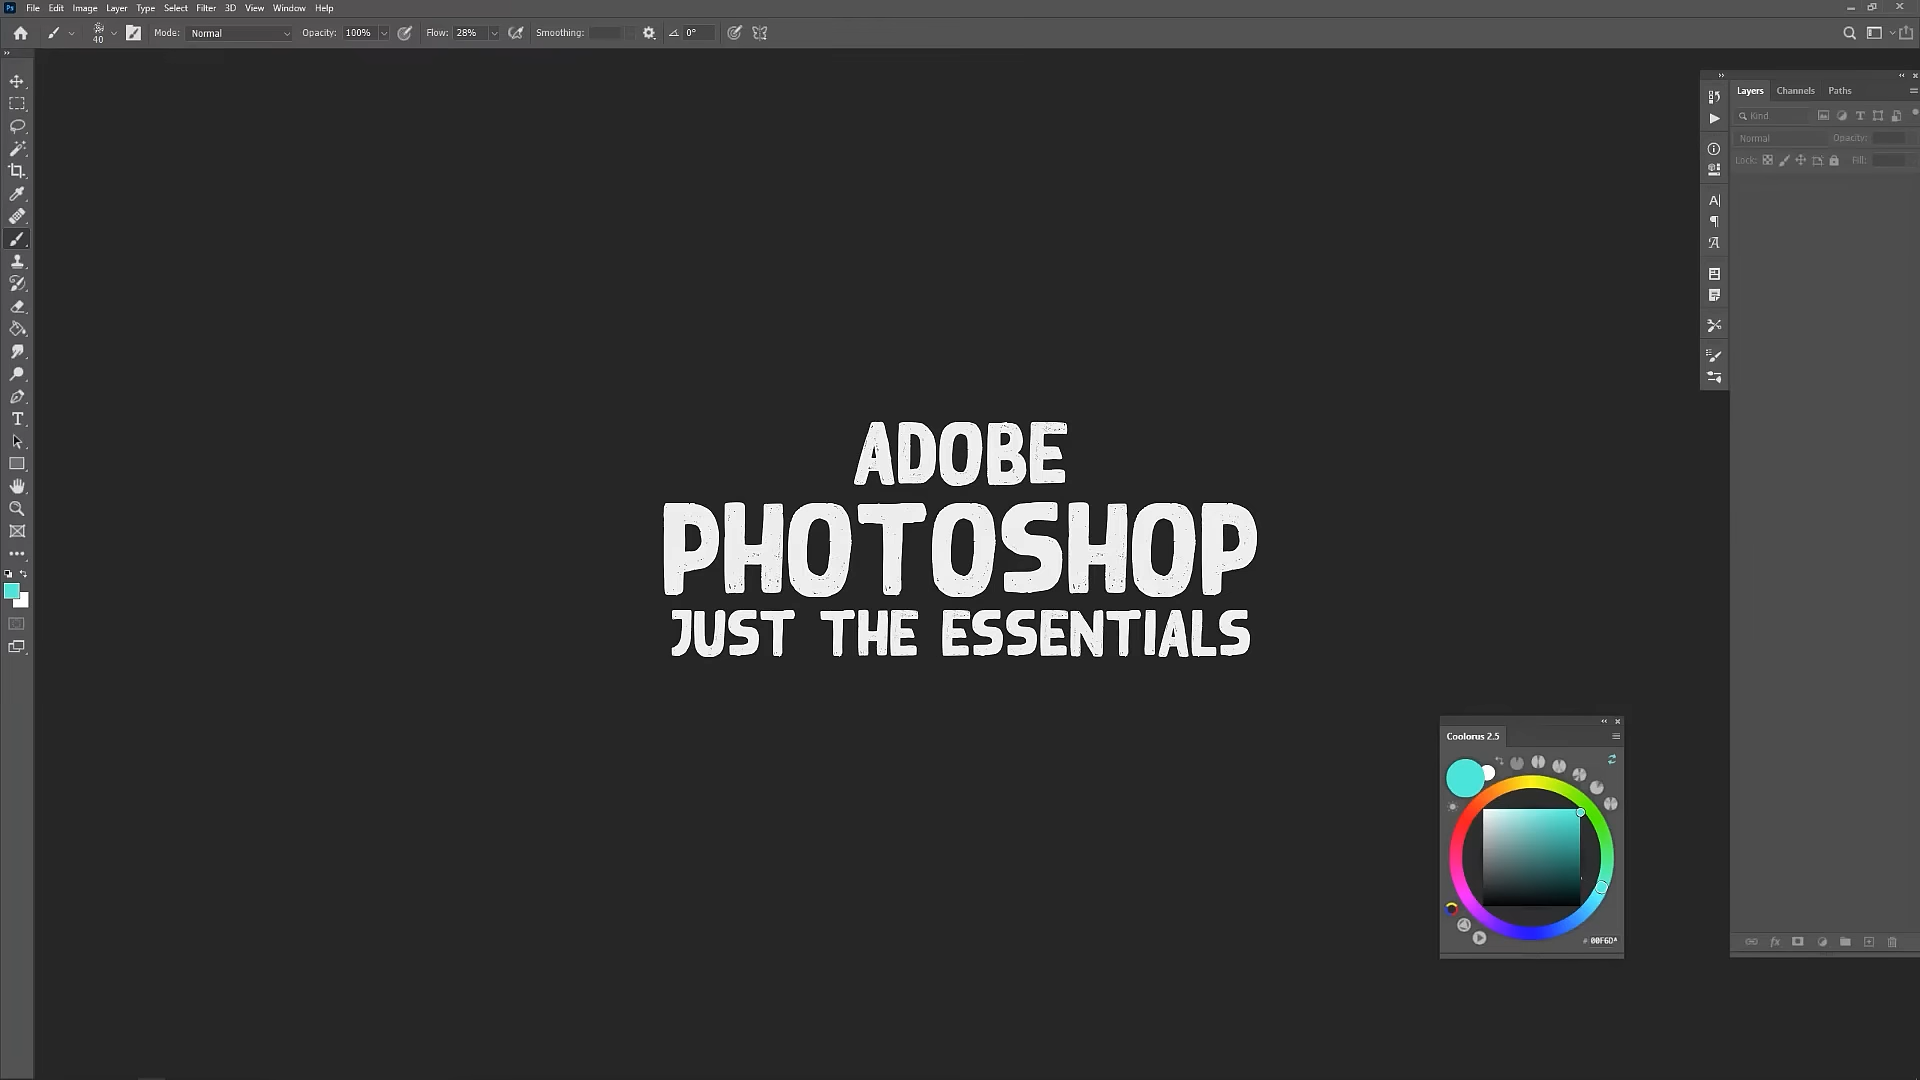 Ps File Edit Image Layer Type Select Filter 3D View Window Help
40 Mode: Normal Opacity: 100% Flow: 28% Smoothing: 0°
Layers Channels Paths
Kind
Normal Opacity:
Lock: Fill:
ADOBE
PHOTOSHOP
JUST THE ESSENTIALS
Coolorus 2.5